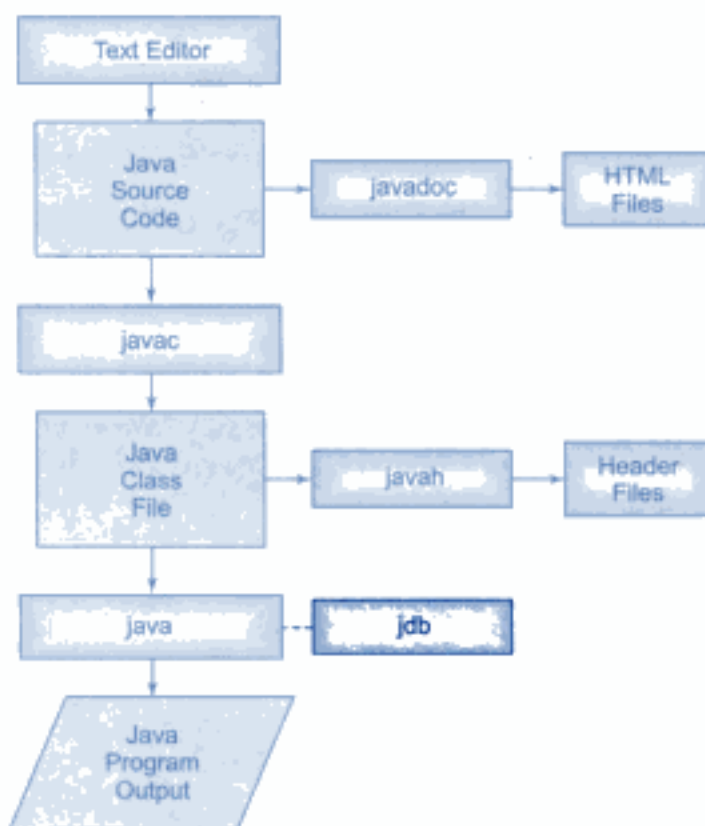 Text Editor
Java
Source
Code
javadoc
HTML
Files
javac
Java
Class
File
javah
Header
Files
java
jdb
Java
Program
Output